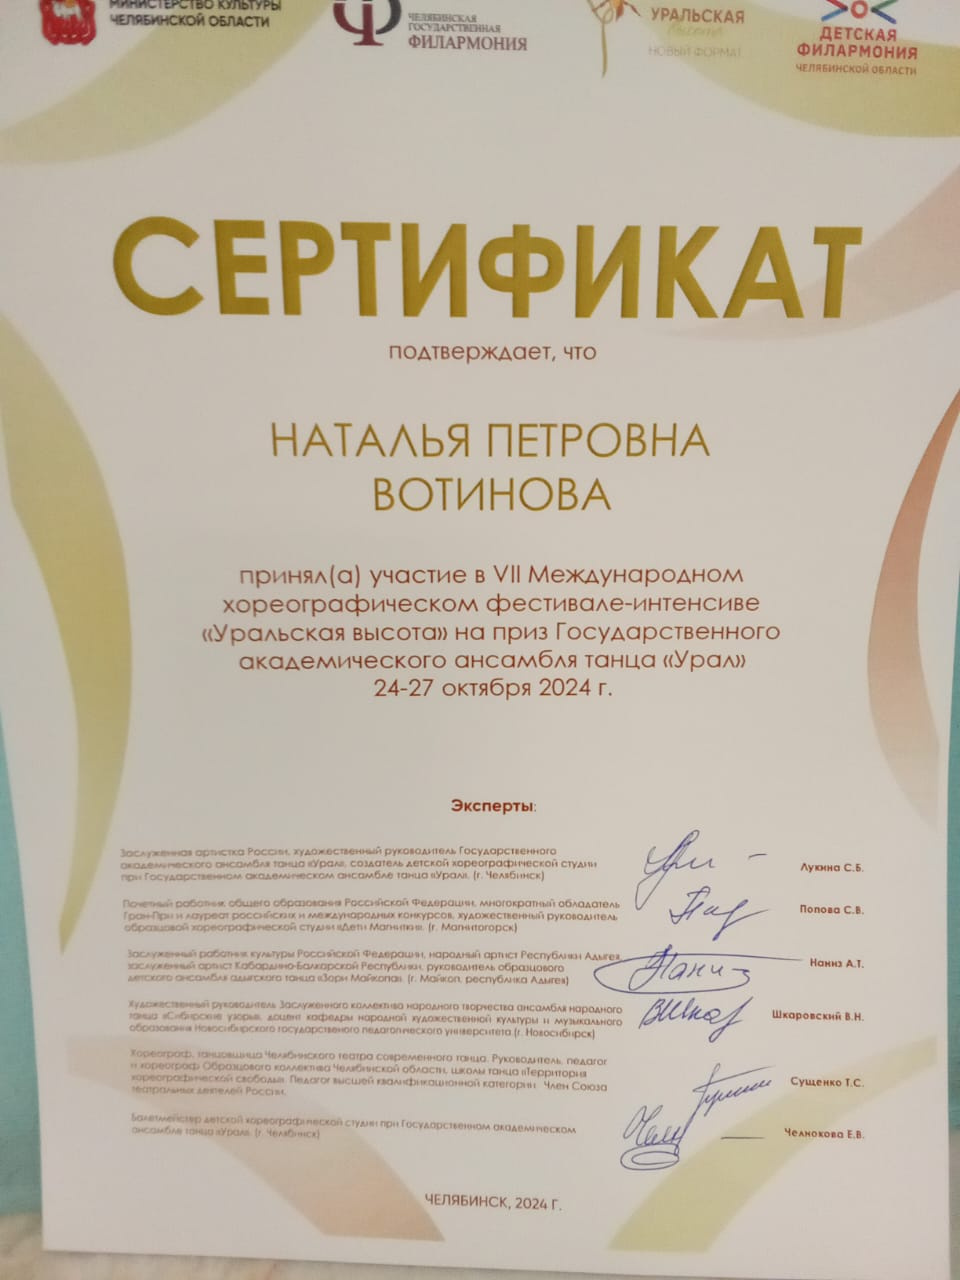 МИНИСТЕРСТВО КУЛЬТУРЫ
ЧЕЛЯБИНСКОЙ ОБЛАСТИ
ЧЕЛЯБИНСКАЯ
ГОСУДАРСТВЕННАЯ
ФИЛАРМОНИЯ
УРАЛЬСКАЯ
высота
НОВЫЙ ФОРМАТ
ДЕТСКАЯ
ФИЛАРМОНИЯ
ЧЕЛЯБИНСКОЙ ОБЛАСТИ
СЕРТИФИКАТ
подтверждает, что
НАТАЛЬЯ ПЕТРОВНА
ВОТИНОВА
принял(а) участие в VII Международном
хореографическом фестивале-интенсиве
«Уральская высота» на приз Государственного
академического ансамбля танца «Урал»
24-27 октября 2024 г.
Эксперты:
Заслуженная артистка России, художественный руководитель Государственного
академического ансамбля танца «Урал», создатель детской хореографической студии
при Государственном академическом ансамбле танца «Урал». (г. Челябинск)
Лукина С.Б.
Почетный работник общего образования Российской Федерации, многократный обладатель
Гран-При и лауреат российских и международных конкурсов, художественный руководитель
образцовой хореографической студии «Дети Магнитки». (г. Магнитогорск)
Попова С.В.
Заслуженный работник культуры Российской Федерации, народный артист Республики Адыгея,
заслуженный артист Кабардино-Балкарской Республики, руководитель образцового
детского ансамбля адыгского танца «Зори Майкопа». (г. Майкоп, республика Адыгея)
Наниз А.Т.
Художественный руководитель Заслуженного коллектива народного творчества ансамбля народного
танца «Сибирские узоры», доцент кафедры народной художественной культуры и музыкального
образования Новосибирского государственого педагогического университета.(г. Новосибирск)
Шкаровский В.Н.
Хореограф, танцовщица Челябинского театра современного танца. Руководитель, педагог
и хореограф Образцового коллектива Челябинской области, школы танца «Территория
хореографической свободы». Педагог высшей квалификационной категории. Член Союза
театральных деятелей России.
Сущенко Т.С.
Балетмейстер детской хореографической студии при Государственном академическом
ансамбле танца «Урал». (г. Челябинск)
Челнокова Е.В.
ЧЕЛЯБИНСК, 2024 Г.